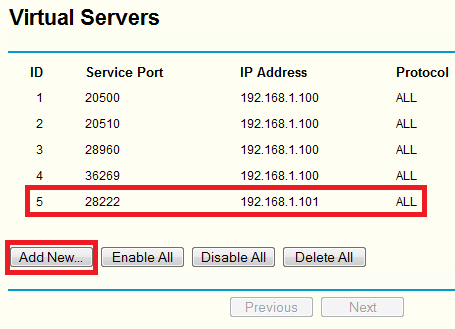 Virtual Servers
ID Service Port IP Address Protocol
1 20500 192.168.1.100 ALL
2 20510 192.168.1.100 ALL
3 28960 192.168.1.100 ALL
4 36269 192.168.1.100 ALL
5 28222 192.168.1.101 ALL
Add New... Enable All Disable All Delete All
Previous Next